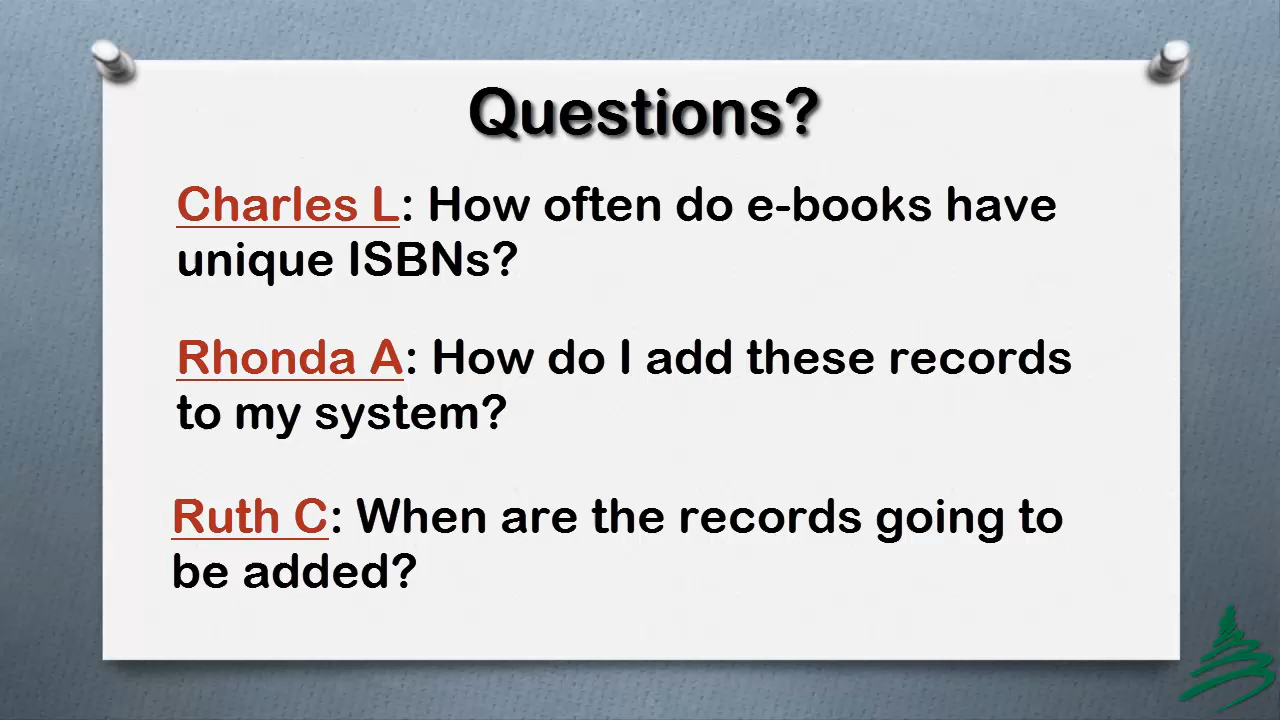 Questions?
Charles L: How often do e-books have
unique ISBNs?
Rhonda A: How do I add these records
to my system?
Ruth C: When are the records going to
be added?